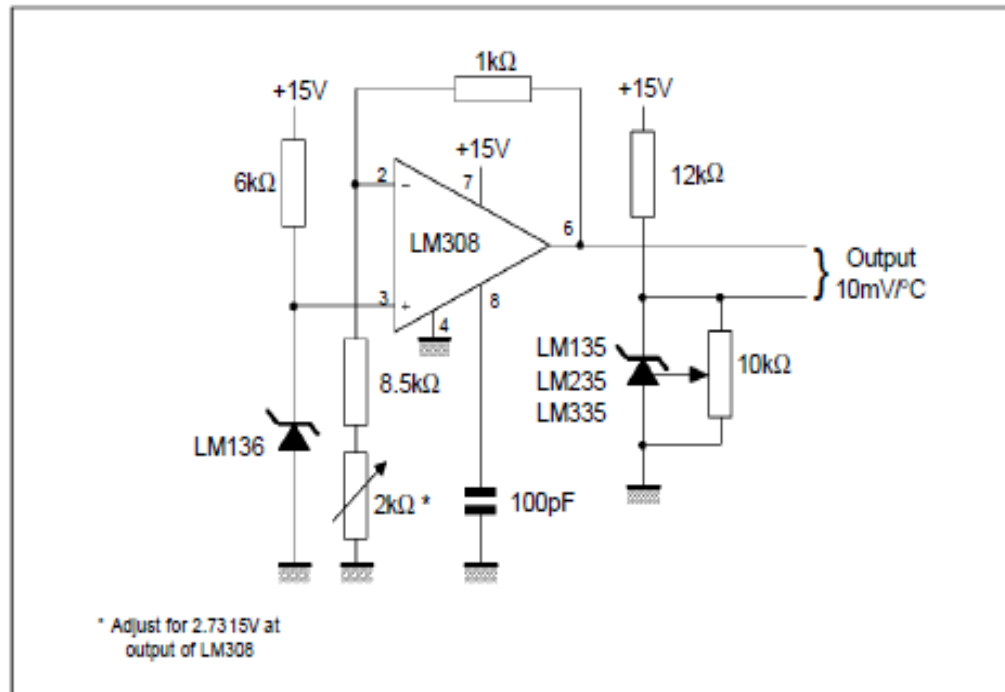 1kΩ
+15V
+15V
+15V
6kΩ
12kΩ
2
7
6
LM308
Output
10mV/°C
3
8
4
LM135
LM235
LM335
10kΩ
8.5kΩ
LM136
2kΩ *
100pF
* Adjust for 2.7315V at
output of LM308